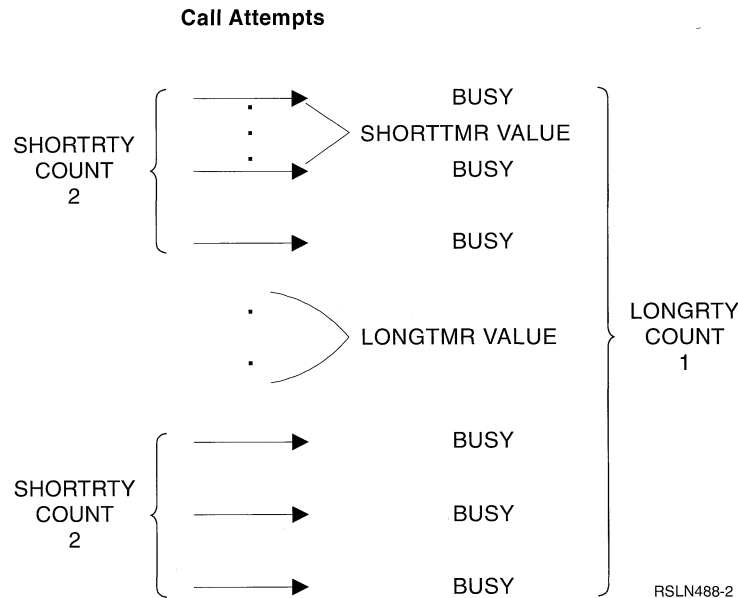 Call Attempts
BUSY
SHORTTMR VALUE
SHORTRTY
COUNT
2
BUSY
BUSY
LONGTMR VALUE
LONGRTY
COUNT
1
BUSY
SHORTRTY
COUNT
2
BUSY
BUSY
RSLN488-2